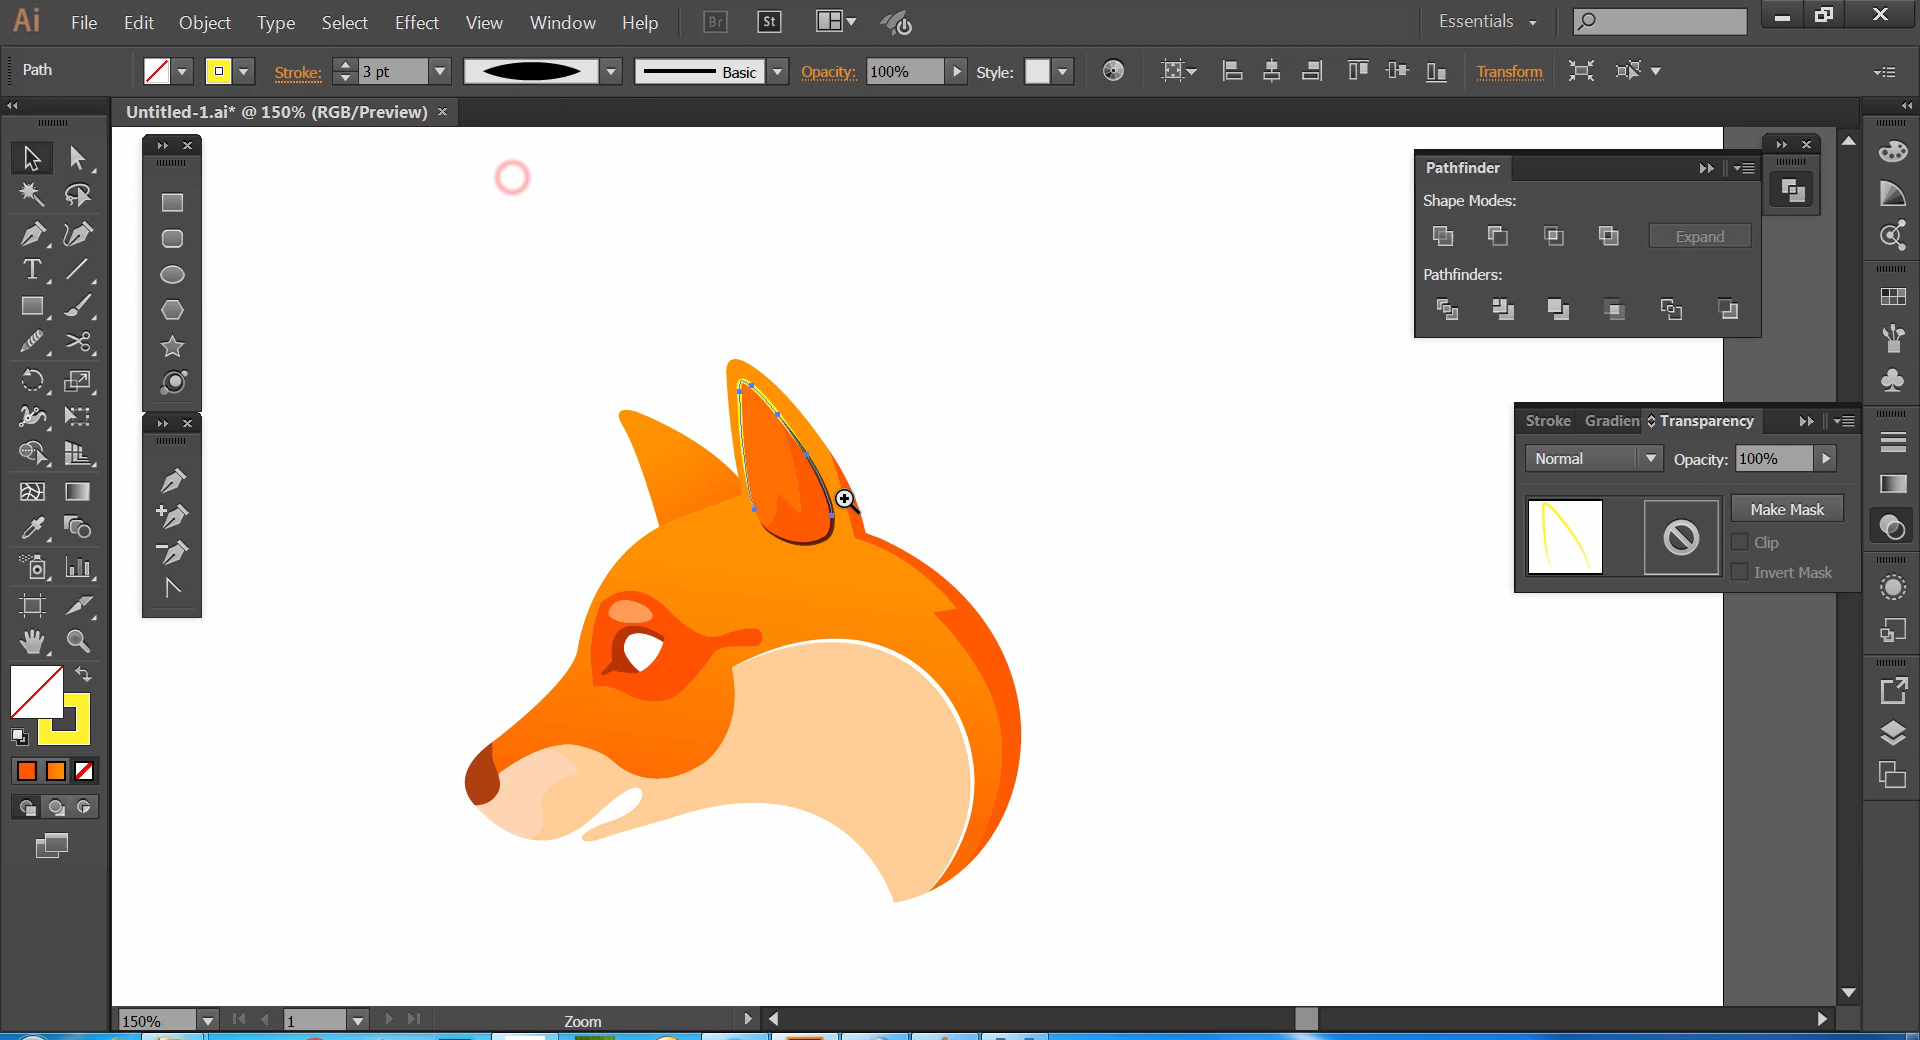 Ai File Edit Object Type Select Effect View Window Help Br St Essentials
Path Stroke: 3 pt Basic Opacity: 100% Style: Transform
Untitled-1.ai* @ 150% (RGB/Preview)
Pathfinder
Shape Modes:
Expand
Pathfinders:
Stroke Gradien Transparency
Normal Opacity: 100%
Make Mask
Clip
Invert Mask
T
150% 1 Zoom